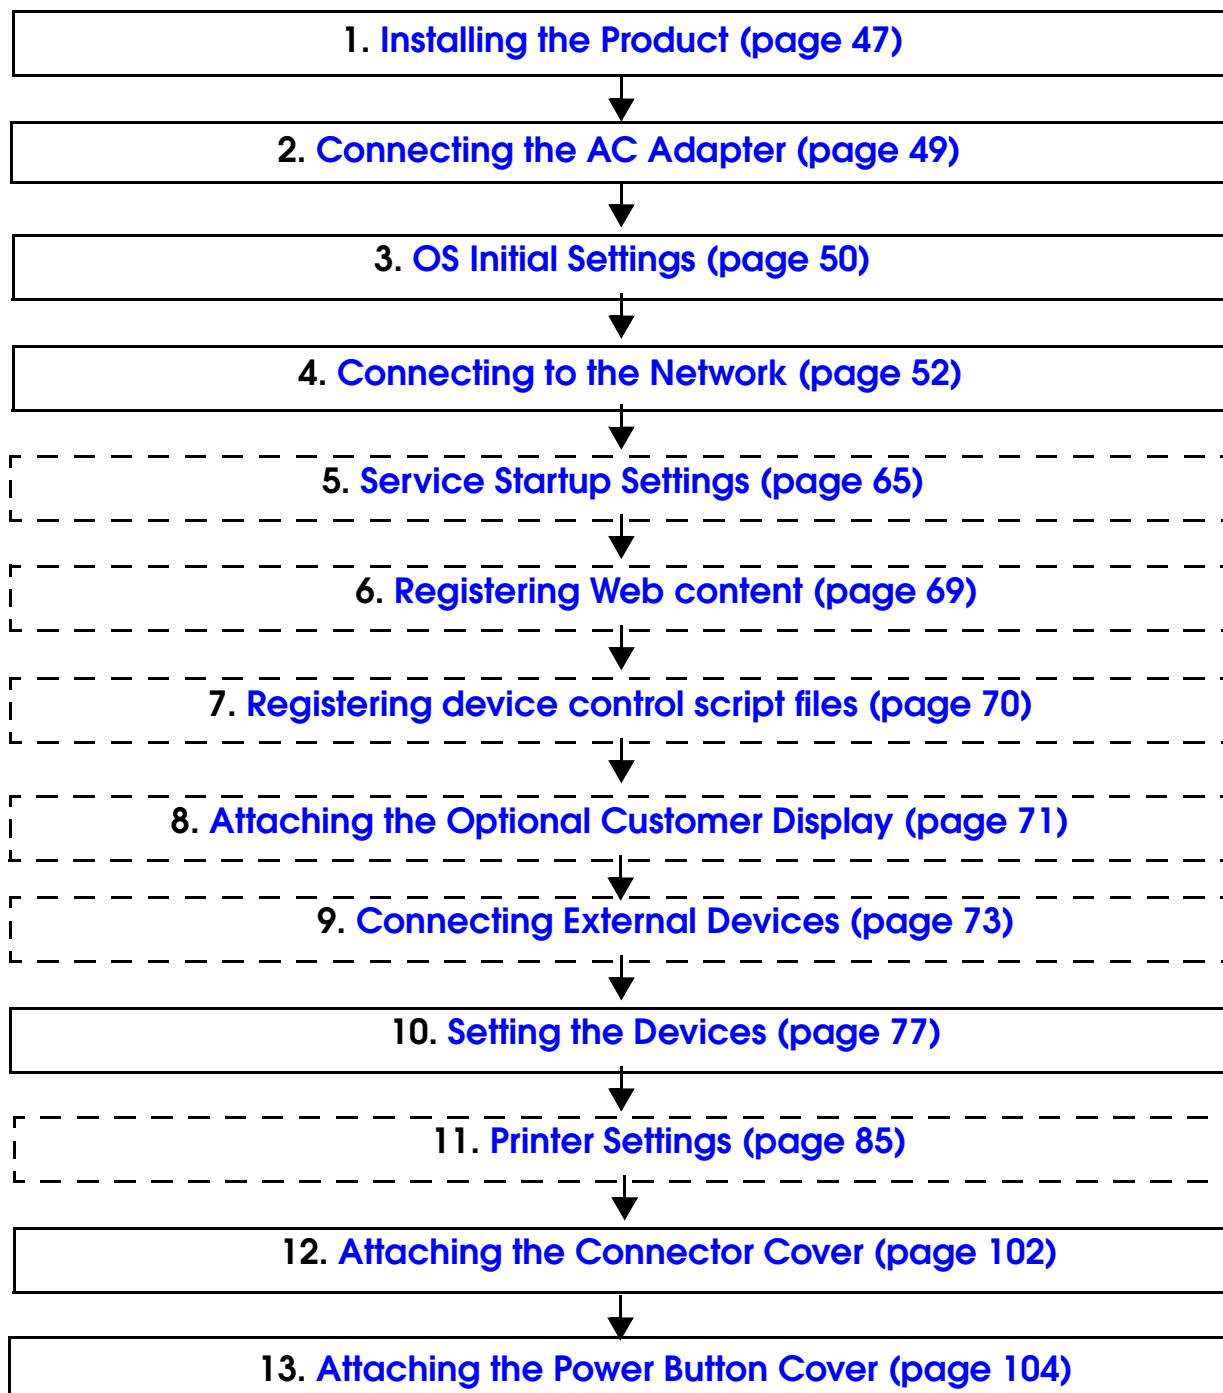 1. Installing the Product (page 47)
2. Connecting the AC Adapter (page 49)
3. OS Initial Settings (page 50)
4. Connecting to the Network (page 52)
5. Service Startup Settings (page 65)
6. Registering Web content (page 69)
7. Registering device control script files (page 70)
8. Attaching the Optional Customer Display (page 71)
9. Connecting External Devices (page 73)
10. Setting the Devices (page 77)
11. Printer Settings (page 85)
12. Attaching the Connector Cover (page 102)
13. Attaching the Power Button Cover (page 104)